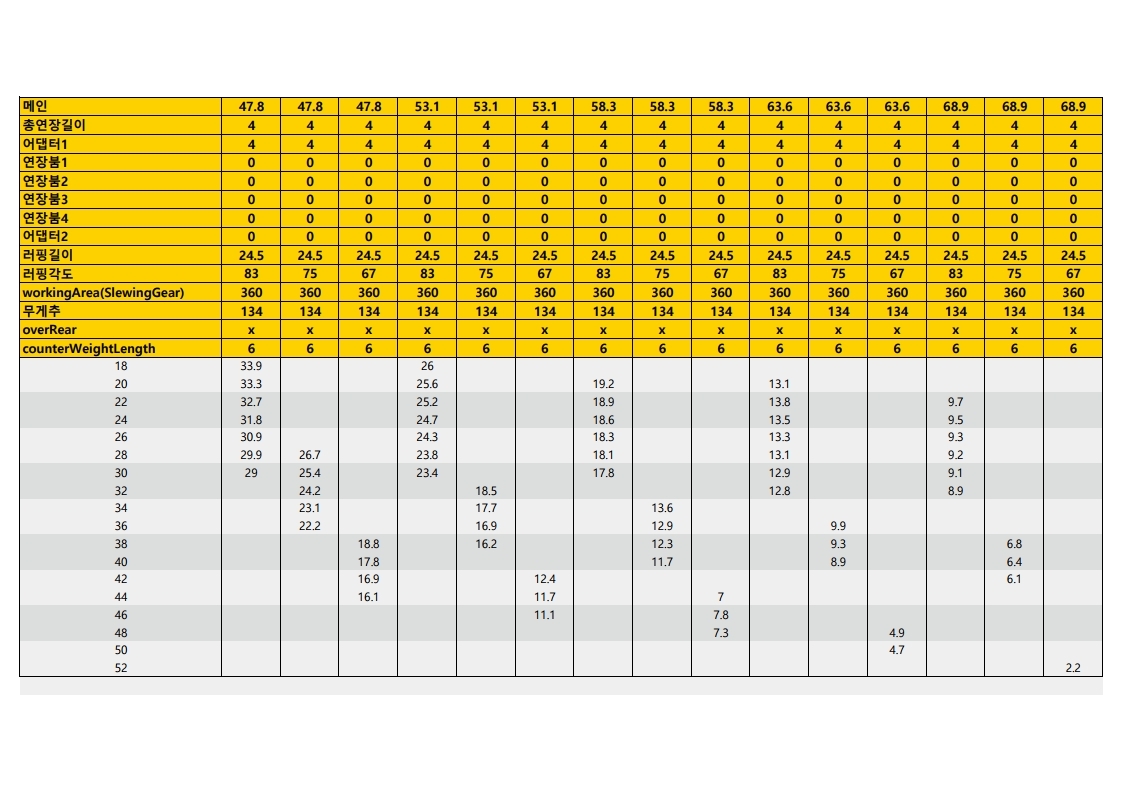 메인 47.8 47.8 47.8 53.1 53.1 53.1 58.3 58.3 58.3 63.6 63.6 63.6 68.9 68.9 68.9
총연장길이 4 4 4 4 4 4 4 4 4 4 4 4 4 4 4
어댑터1 4 4 4 4 4 4 4 4 4 4 4 4 4 4 4
연장붐1 0 0 0 0 0 0 0 0 0 0 0 0 0 0 0
연장붐2 0 0 0 0 0 0 0 0 0 0 0 0 0 0 0
연장붐3 0 0 0 0 0 0 0 0 0 0 0 0 0 0 0
연장붐4 0 0 0 0 0 0 0 0 0 0 0 0 0 0 0
어댑터2 0 0 0 0 0 0 0 0 0 0 0 0 0 0 0
러핑길이 24.5 24.5 24.5 24.5 24.5 24.5 24.5 24.5 24.5 24.5 24.5 24.5 24.5 24.5 24.5
러핑각도 83 75 67 83 75 67 83 75 67 83 75 67 83 75 67
workingArea(SlewingGear) 360 360 360 360 360 360 360 360 360 360 360 360 360 360 360
무게추 134 134 134 134 134 134 134 134 134 134 134 134 134 134 134
overRear x x x x x x x x x x x x x x x
counterWeightLength 6 6 6 6 6 6 6 6 6 6 6 6 6 6 6
18 33.9 26
20 33.3 25.6 19.2 13.1
22 32.7 25.2 18.9 13.8 9.7
24 31.8 24.7 18.6 13.5 9.5
26 30.9 24.3 18.3 13.3 9.3
28 29.9 26.7 23.8 18.1 13.1 9.2
30 29 25.4 23.4 17.8 12.9 9.1
32 24.2 18.5 12.8 8.9
34 23.1 17.7 13.6
36 22.2 16.9 12.9 9.9
38 18.8 16.2 12.3 9.3 6.8
40 17.8 11.7 8.9 6.4
42 16.9 12.4 6.1
44 16.1 11.7 7
46 11.1 7.8
48 7.3 4.9
50 4.7
52 2.2